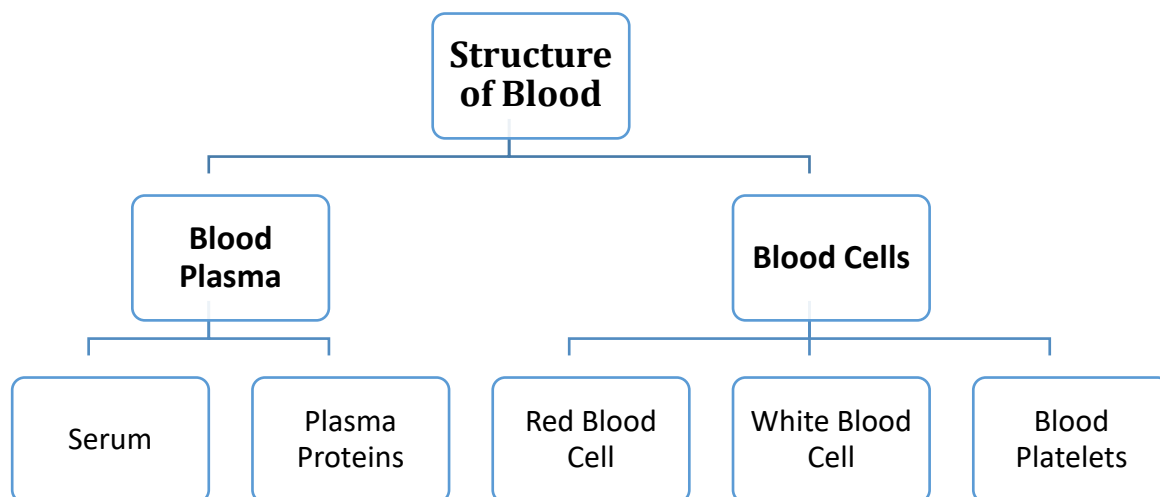 Structure
of Blood
Blood
Plasma
Blood Cells
Serum
Plasma
Proteins
Red Blood
Cell
White Blood
Cell
Blood
Platelets